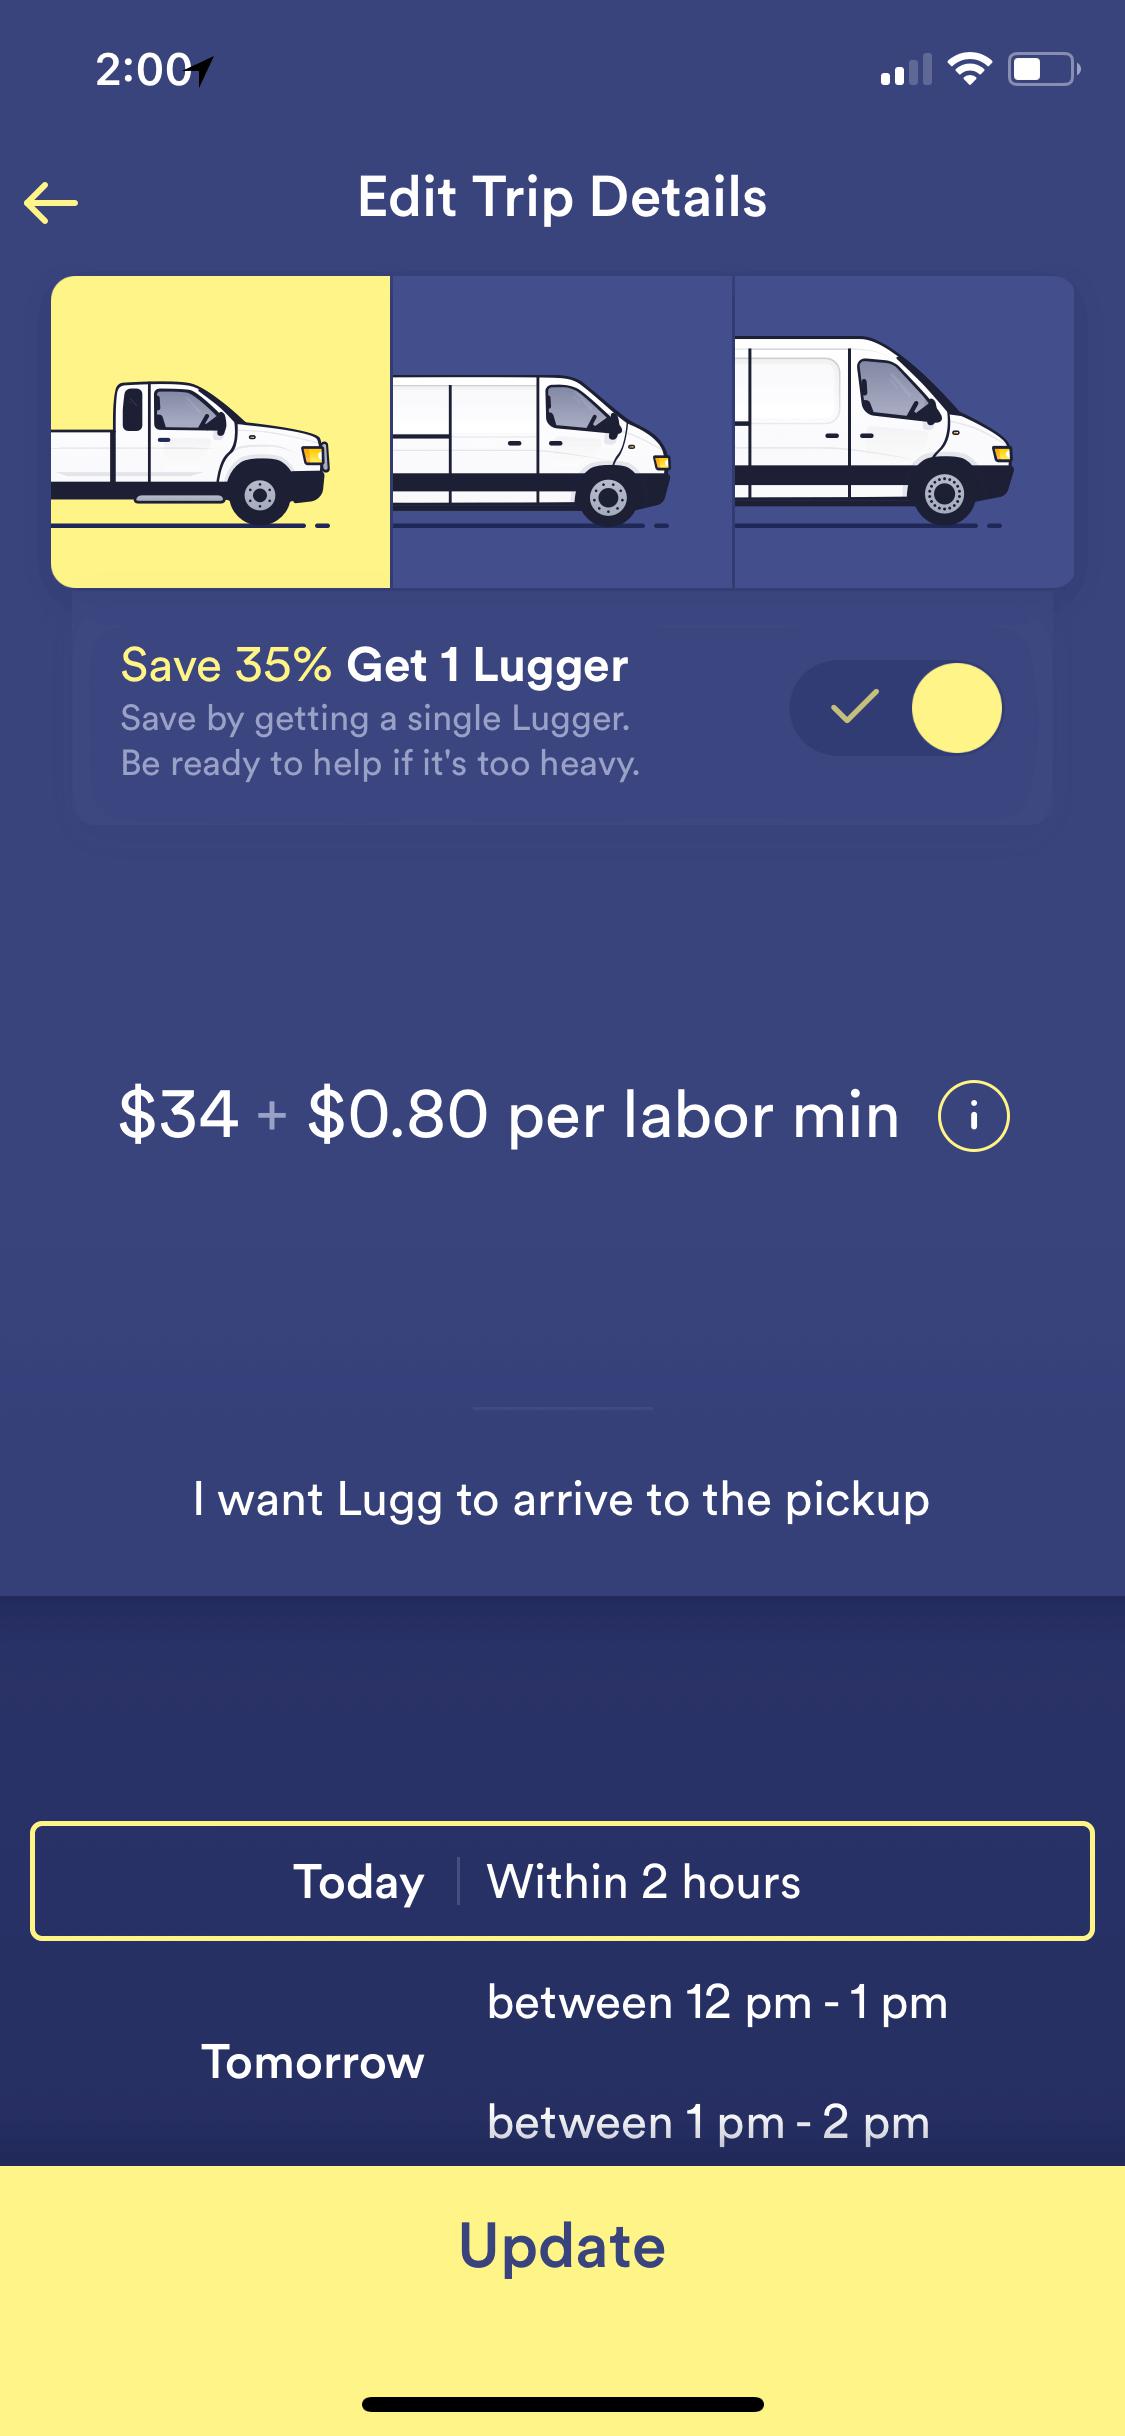 2:00
Edit Trip Details
Save 35% Get 1 Lugger
Save by getting a single Lugger.
Be ready to help if it's too heavy.
$34 + $0.80 per labor min
I want Lugg to arrive to the pickup
Today | Within 2 hours
between 12 pm - 1 pm
Tomorrow
between 1 pm - 2 pm
Update